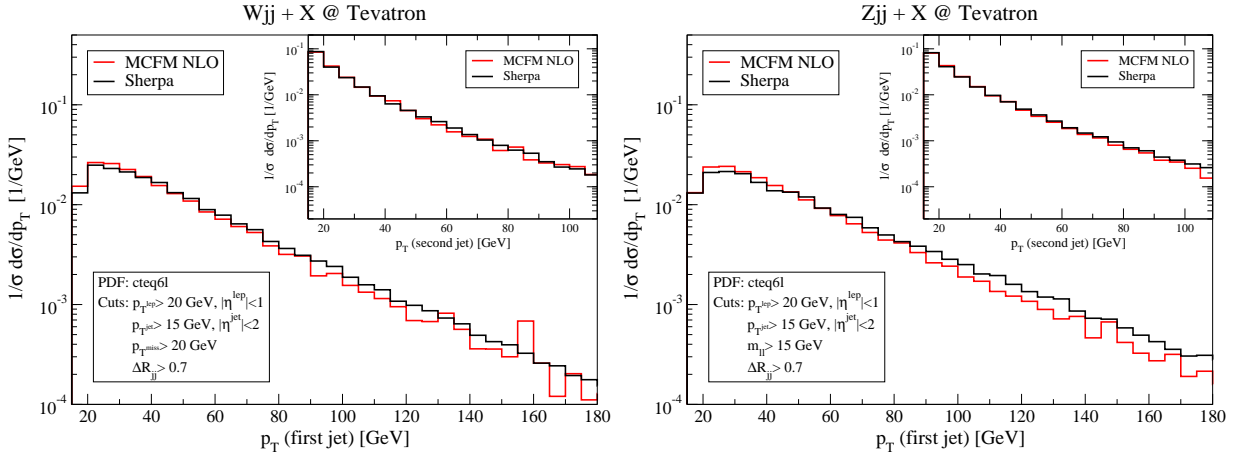 Wjj + X @ Tevatron
MCFM NLO
Sherpa
1/σ dσ/dp_T [1/GeV]
10^-1
10^-2
10^-3
10^-4
20 40 60 80 100 120 140 160 180
p_T (first jet) [GeV]
PDF: cteq6l
Cuts: p_T^lep > 20 GeV, |η^lep|<1
p_T^jet > 15 GeV, |η^jet|<2
p_T^miss > 20 GeV
ΔR_jj > 0.7
MCFM NLO
Sherpa
1/σ dσ/dp_T [1/GeV]
10^-1
10^-2
10^-3
10^-4
20 40 60 80 100
p_T (second jet) [GeV]
Zjj + X @ Tevatron
MCFM NLO
Sherpa
1/σ dσ/dp_T [1/GeV]
10^-1
10^-2
10^-3
10^-4
20 40 60 80 100 120 140 160 180
p_T (first jet) [GeV]
PDF: cteq6l
Cuts: p_T^lep > 20 GeV, |η^lep|<1
p_T^jet > 15 GeV, |η^jet|<2
m_ll > 15 GeV
ΔR_jj > 0.7
MCFM NLO
Sherpa
1/σ dσ/dp_T [1/GeV]
10^-1
10^-2
10^-3
10^-4
20 40 60 80 100
p_T (second jet) [GeV]